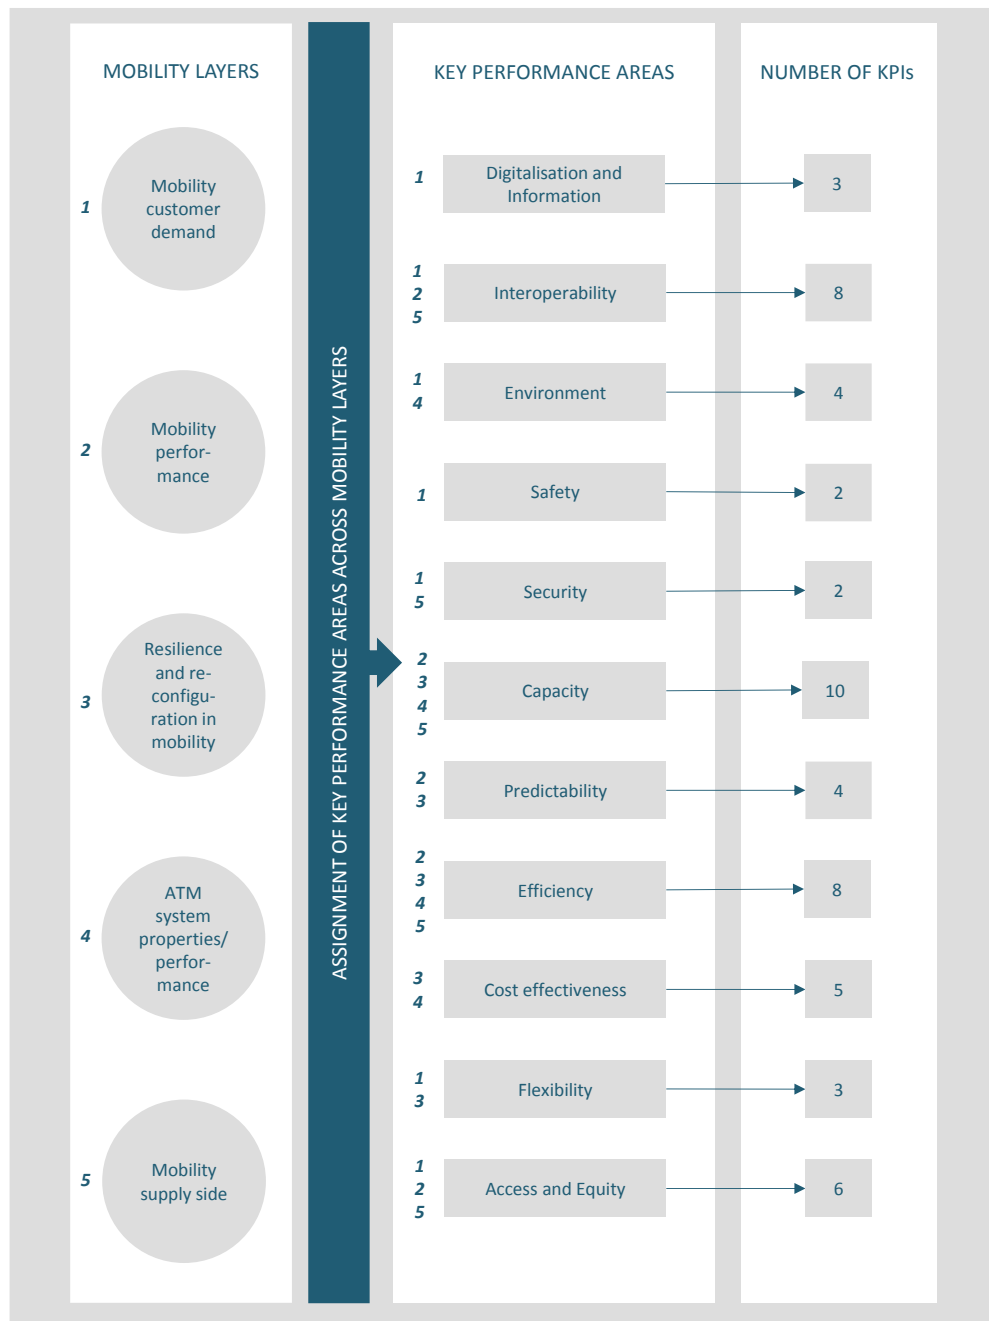 MOBILITY LAYERS
1
Mobility
customer
demand
2
Mobility
perfor-
mance
3
Resilience
and re-
configu-
ration in
mobility
4
ATM
system
properties/
perfor-
mance
5
Mobility
supply side
ASSIGNMENT OF KEY PERFORMANCE AREAS ACROSS MOBILITY LAYERS
KEY PERFORMANCE AREAS
NUMBER OF KPIs
1
Digitalisation and
Information
3
1
2
5
Interoperability
8
1
4
Environment
4
1
Safety
2
1
5
Security
2
2
3
4
5
Capacity
10
2
3
Predictability
4
2
3
4
5
Efficiency
8
3
4
Cost effectiveness
5
1
3
Flexibility
3
1
2
5
Access and Equity
6